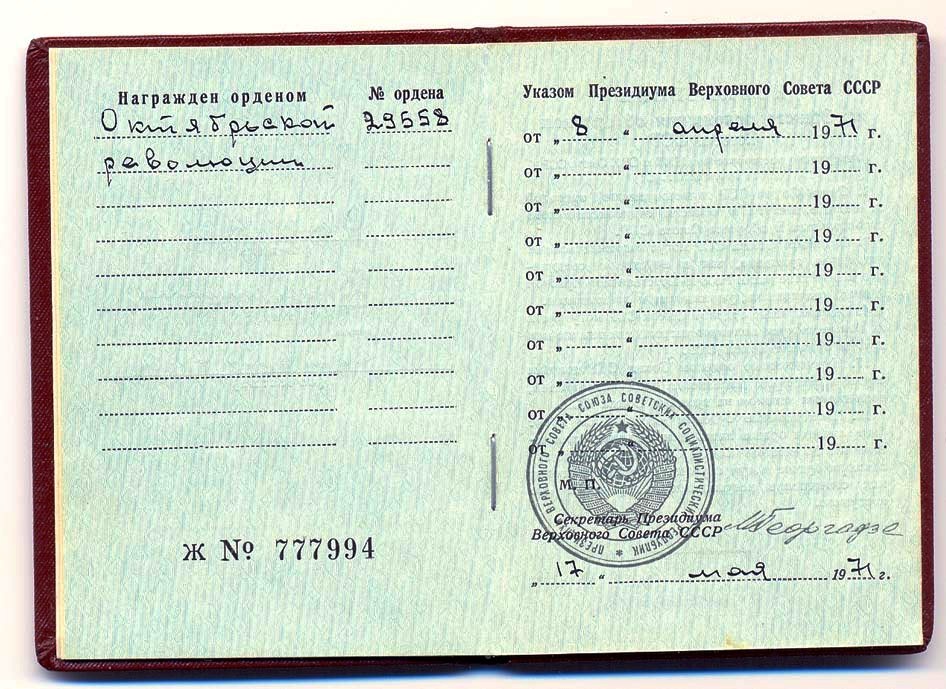 Награжден орденом
Октябрьской
революции
№ ордена
29558
Ж № 777994
Указом Президиума Верховного Совета СССР
от „ 8 “ апреля 1971 г.
от „ “ 19 г.
от „ “ 19 г.
от „ “ 19 г.
от „ “ 19 г.
от „ “ 19 г.
от „ “ 19 г.
от „ “ 19 г.
от „ “ 19 г.
от „ “ 19 г.
ПРЕЗИДИУМ ВЕРХОВНОГО СОВЕТА СОЮЗА СОВЕТСКИХ СОЦИАЛИСТИЧЕСКИХ РЕСПУБЛИК
М. П.
Секретарь Президиума
Верховного Совета СССР МГеоргадзе
„ 17 “ мая 1971 г.